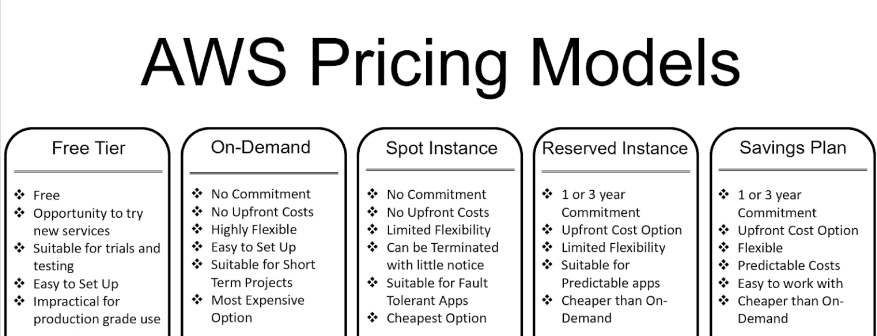 AWS Pricing Models
Free Tier
Free
Opportunity to try
new services
Suitable for trials and
testing
Easy to Set Up
Impractical for
production grade use
On-Demand
No Commitment
No Upfront Costs
Highly Flexible
Easy to Set Up
Suitable for Short
Term Projects
Most Expensive
Option
Spot Instance
No Commitment
No Upfront Costs
Limited Flexibility
Can be Terminated
with little notice
Suitable for Fault
Tolerant Apps
Cheapest Option
Reserved Instance
1 or 3 year
Commitment
Upfront Cost Option
Limited Flexibility
Suitable for
Predictable apps
Cheaper than On-
Demand
Savings Plan
1 or 3 year
Commitment
Upfront Cost Option
Flexible
Predictable Costs
Easy to work with
Cheaper than On-
Demand